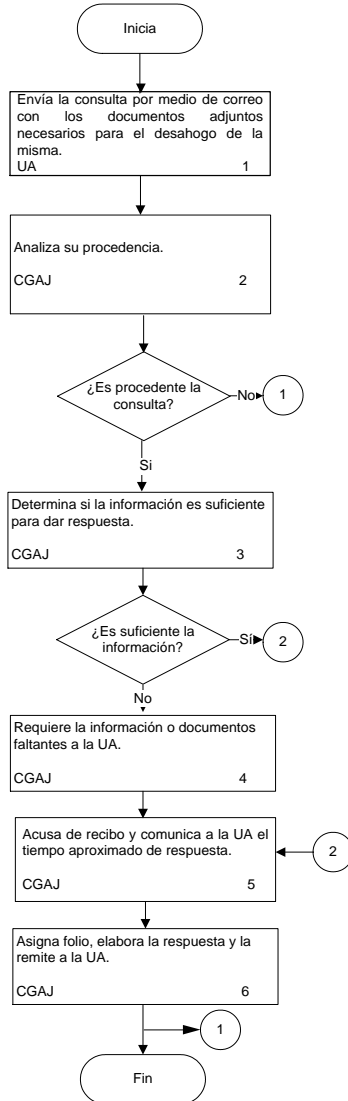 Inicia
Envía la consulta por medio de correo
con los documentos adjuntos
necesarios para el desahogo de la
misma.
UA 1
Analiza su procedencia.
CGAJ 2
¿Es procedente la
consulta?
No
1
Si
Determina si la información es suficiente
para dar respuesta.
CGAJ 3
¿Es suficiente la
información?
Sí
2
No
Requiere la información o documentos
faltantes a la UA.
CGAJ 4
Acusa de recibo y comunica a la UA el
tiempo aproximado de respuesta.
CGAJ 5
2
Asigna folio, elabora la respuesta y la
remite a la UA.
CGAJ 6
1
Fin